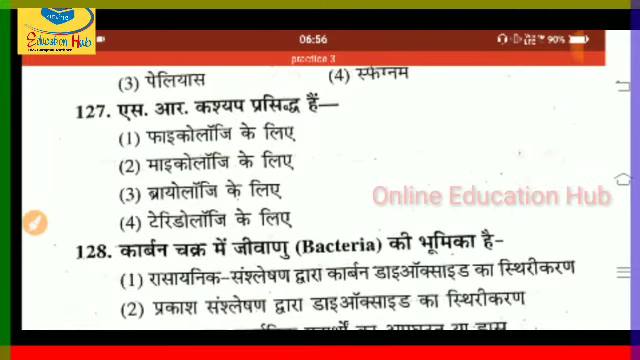 Education Hub
06:56
90%
practice 3
(3) पेलियास (4) स्फेगनम
127. एस. आर. कश्यप प्रसिद्ध हैं—
(1) फाइकोलॉजि के लिए
(2) माइकोलॉजि के लिए
(3) ब्रायोलॉजि के लिए
(4) टेरिडोलॉजि के लिए
Online Education Hub
128. कार्बन चक्र में जीवाणु (Bacteria) की भूमिका है-
(1) रासायनिक-संश्लेषण द्वारा कार्बन डाइऑक्साइड का स्थिरीकरण
(2) प्रकाश संश्लेषण द्वारा डाइऑक्साइड का स्थिरीकरण